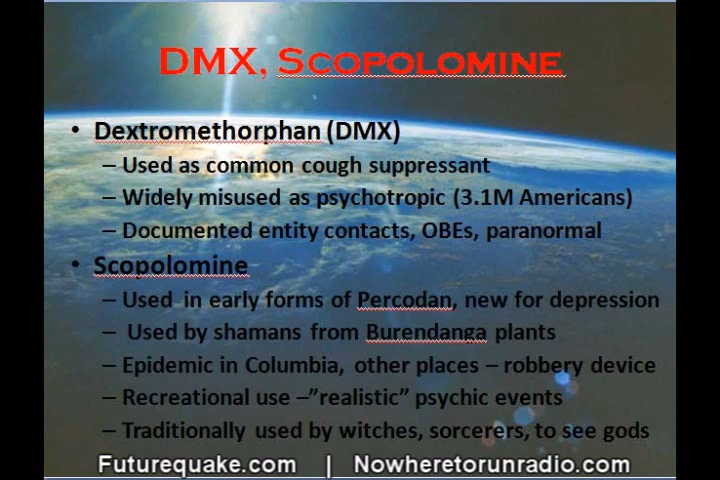 DMX, SCOPOLOMINE
• Dextromethorphan (DMX)
– Used as common cough suppressant
– Widely misused as psychotropic (3.1M Americans)
– Documented entity contacts, OBEs, paranormal
• Scopolomine
– Used in early forms of Percodan, new for depression
– Used by shamans from Burendanga plants
– Epidemic in Columbia, other places – robbery device
– Recreational use –”realistic” psychic events
– Traditionally used by witches, sorcerers, to see gods
Futurequake.com | Nowheretorunradio.com